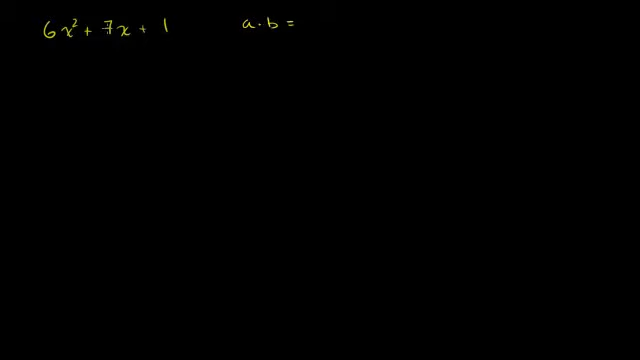 6x² + 7x + 1 a·b =